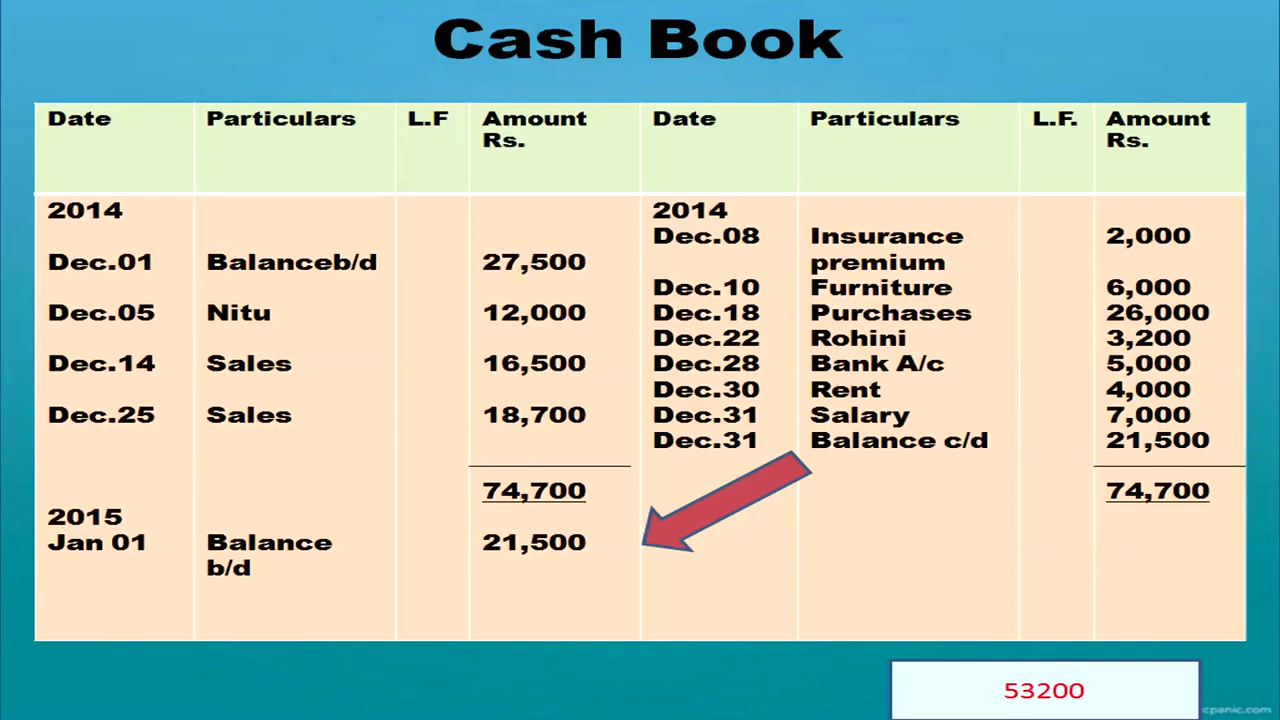 Cash Book
Date Particulars L.F Amount Rs. Date Particulars L.F. Amount Rs.
2014 2014
Dec.08 Insurance premium 2,000
Dec.01 Balanceb/d 27,500
Dec.10 Furniture 6,000
Dec.05 Nitu 12,000 Dec.18 Purchases 26,000
Dec.22 Rohini 3,200
Dec.14 Sales 16,500 Dec.28 Bank A/c 5,000
Dec.30 Rent 4,000
Dec.25 Sales 18,700 Dec.31 Salary 7,000
Dec.31 Balance c/d 21,500
74,700 74,700
2015
Jan 01 Balance b/d 21,500
53200
icpanic.com